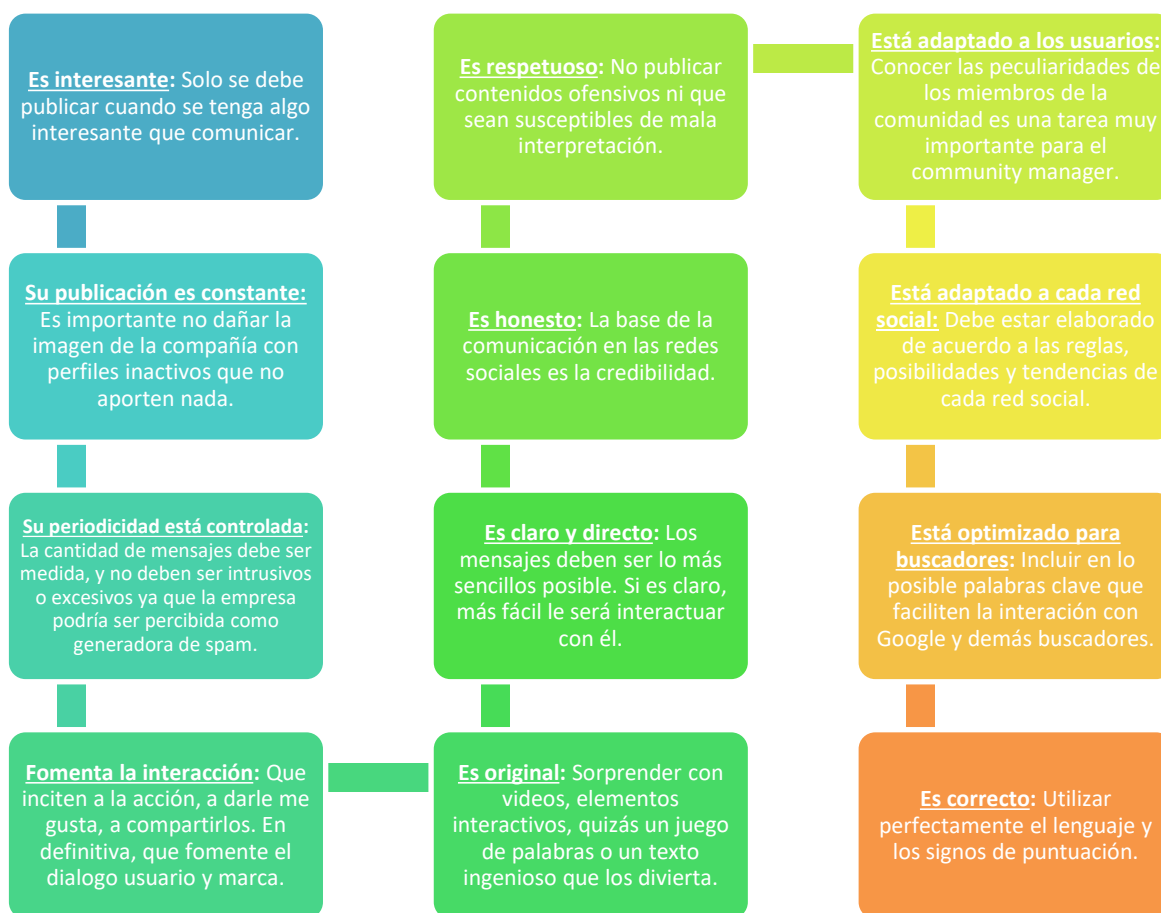 Es interesante: Solo se debe
publicar cuando se tenga algo
interesante que comunicar.
Su publicación es constante:
Es importante no dañar la
imagen de la compañía con
perfiles inactivos que no
aporten nada.
Su periodicidad está controlada:
La cantidad de mensajes debe ser
medida, y no deben ser intrusivos
o excesivos ya que la empresa
podría ser percibida como
generadora de spam.
Fomenta la interacción: Que
inciten a la acción, a darle me
gusta, a compartirlos. En
definitiva, que fomente el
dialogo usuario y marca.
Es original: Sorprender con
videos, elementos
interactivos, quizás un juego
de palabras o un texto
ingenioso que los divierta.
Es claro y directo: Los
mensajes deben ser lo más
sencillos posible. Si es claro,
más fácil le será interactuar
con él.
Es honesto: La base de la
comunicación en las redes
sociales es la credibilidad.
Es respetuoso: No publicar
contenidos ofensivos ni que
sean susceptibles de mala
interpretación.
Está adaptado a los usuarios:
Conocer las peculiaridades de
los miembros de la
comunidad es una tarea muy
importante para el
community manager.
Está adaptado a cada red
social: Debe estar elaborado
de acuerdo a las reglas,
posibilidades y tendencias de
cada red social.
Está optimizado para
buscadores: Incluir en lo
posible palabras clave que
faciliten la interación con
Google y demás buscadores.
Es correcto: Utilizar
perfectamente el lenguaje y
los signos de puntuación.